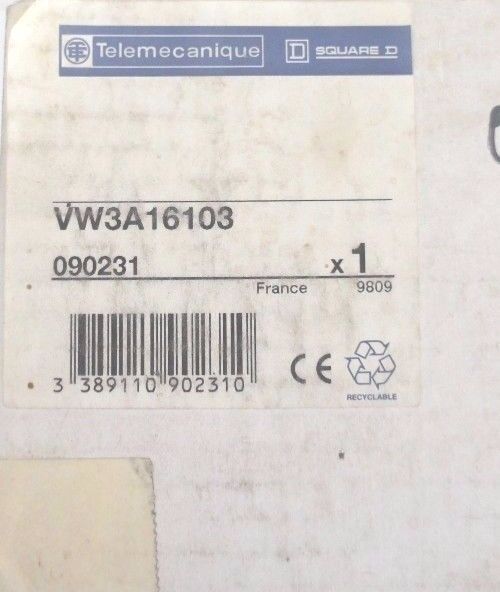 Telemecanique D SQUARE D
VW3A16103
090231 x 1
France 9809
3 389110 902310 CE
RECYCLABLE